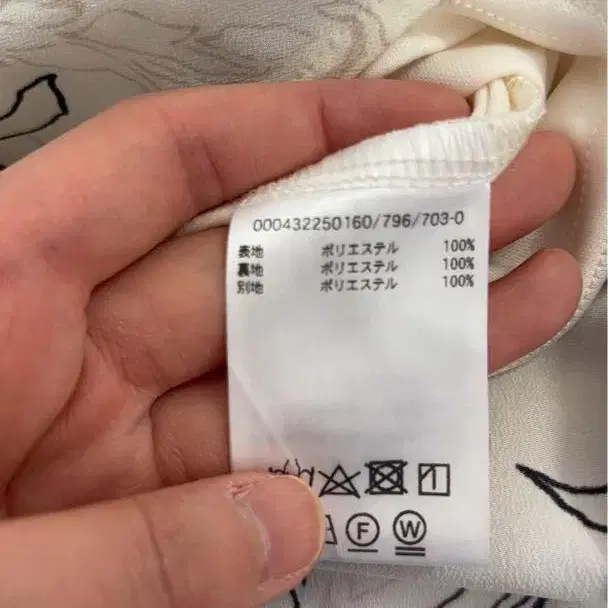 000432250160/796/703-0
表地 ポリエステル 100%
裏地 ポリエステル 100%
別地 ポリエステル 100%
F W